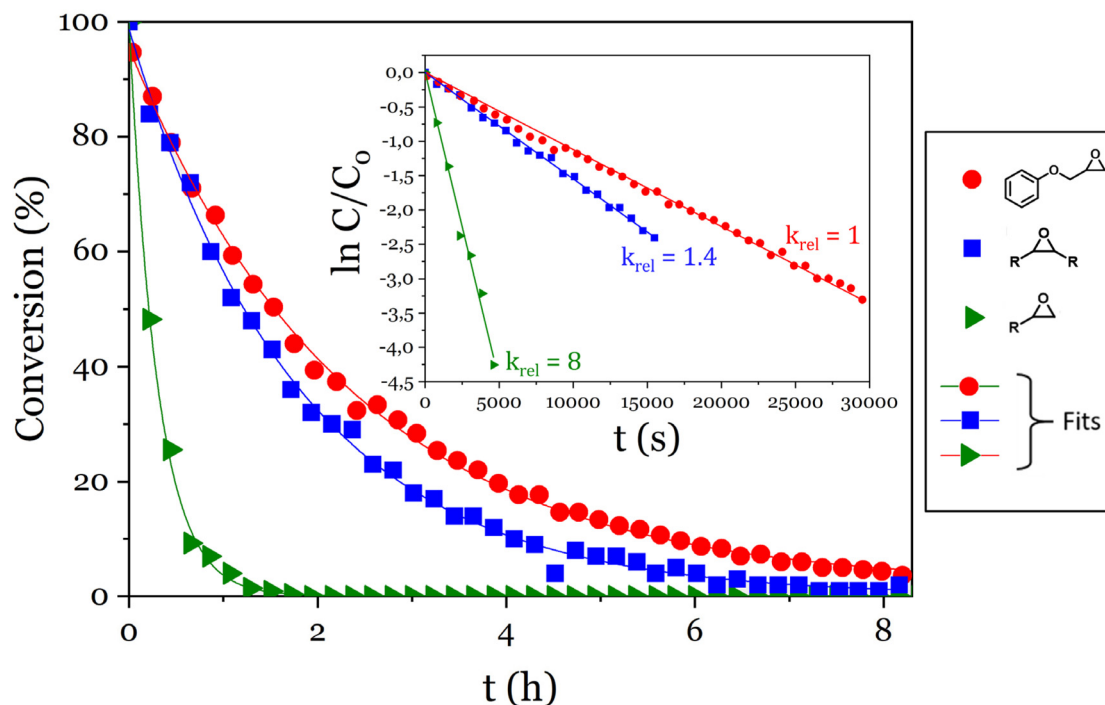 Conversion (%)
100
80
60
40
20
0
0
2
4
6
8
t (h)
ln C/C₀
0,0
-0,5
-1,0
-1,5
-2,0
-2,5
-3,0
-3,5
-4,0
-4,5
0
5000
10000
15000
20000
25000
30000
t (s)
k_rel = 1
k_rel = 1.4
k_rel = 8
O
O
O
R R
O
R
Fits